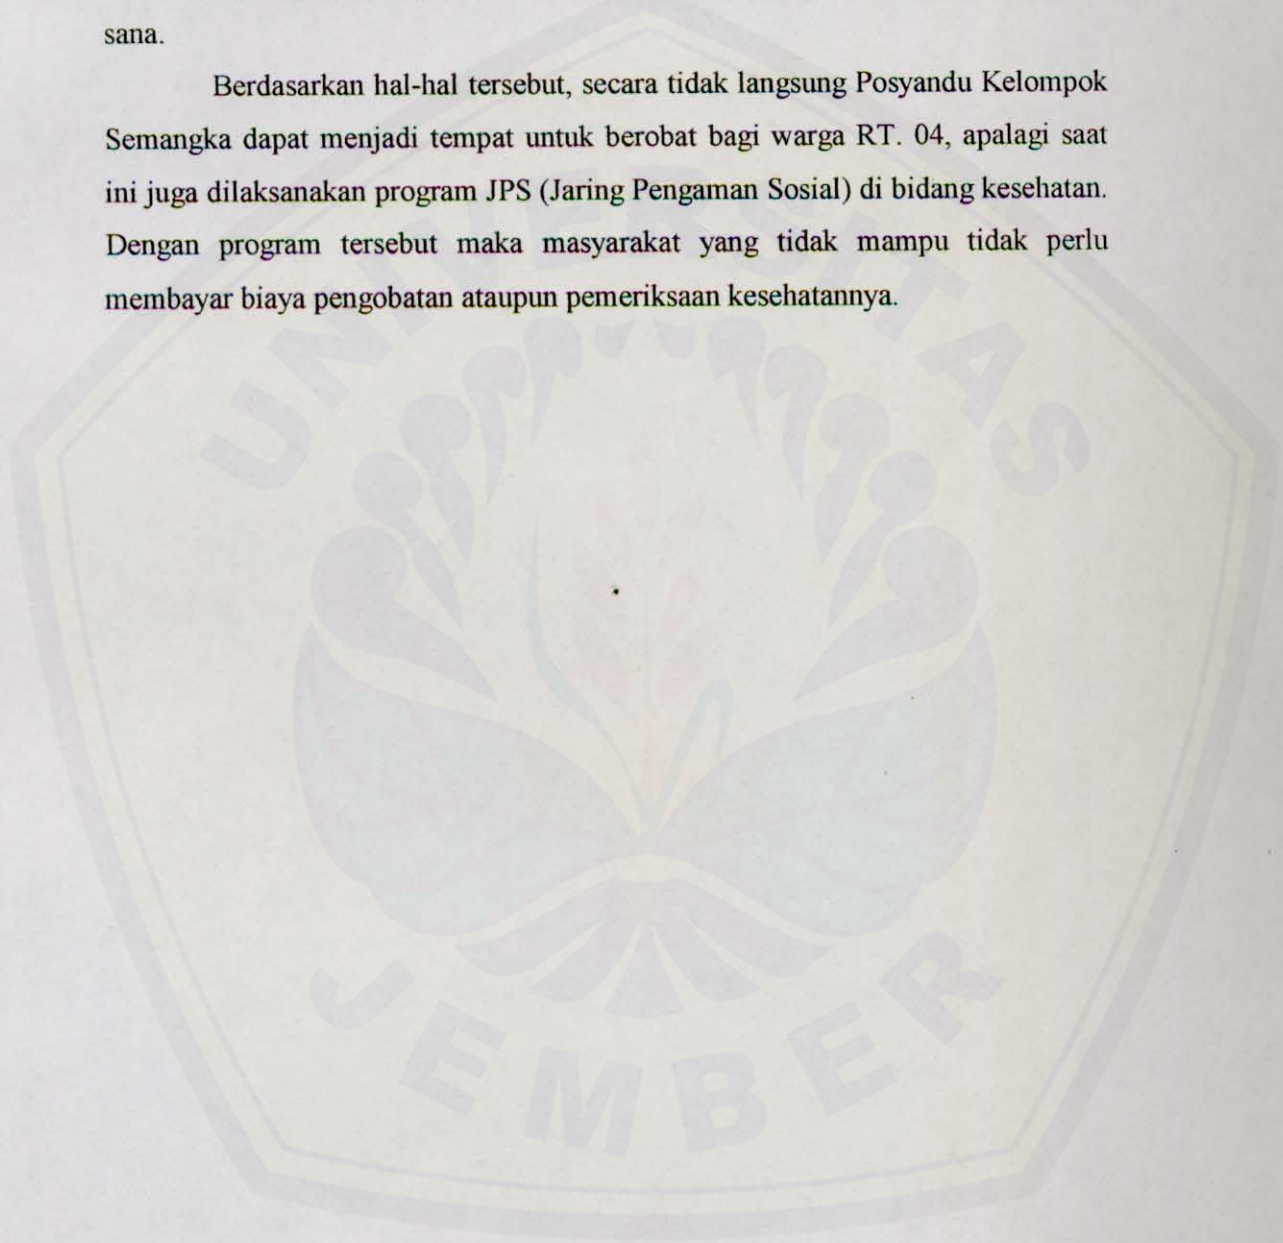 sana.
Berdasarkan hal-hal tersebut, secara tidak langsung Posyandu Kelompok
Semangka dapat menjadi tempat untuk berobat bagi warga RT. 04, apalagi saat
ini juga dilaksanakan program JPS (Jaring Pengaman Sosial) di bidang kesehatan.
Dengan program tersebut maka masyarakat yang tidak mampu tidak perlu
membayar biaya pengobatan ataupun pemeriksaan kesehatannya.
UNIVERSITAS
JEMBER